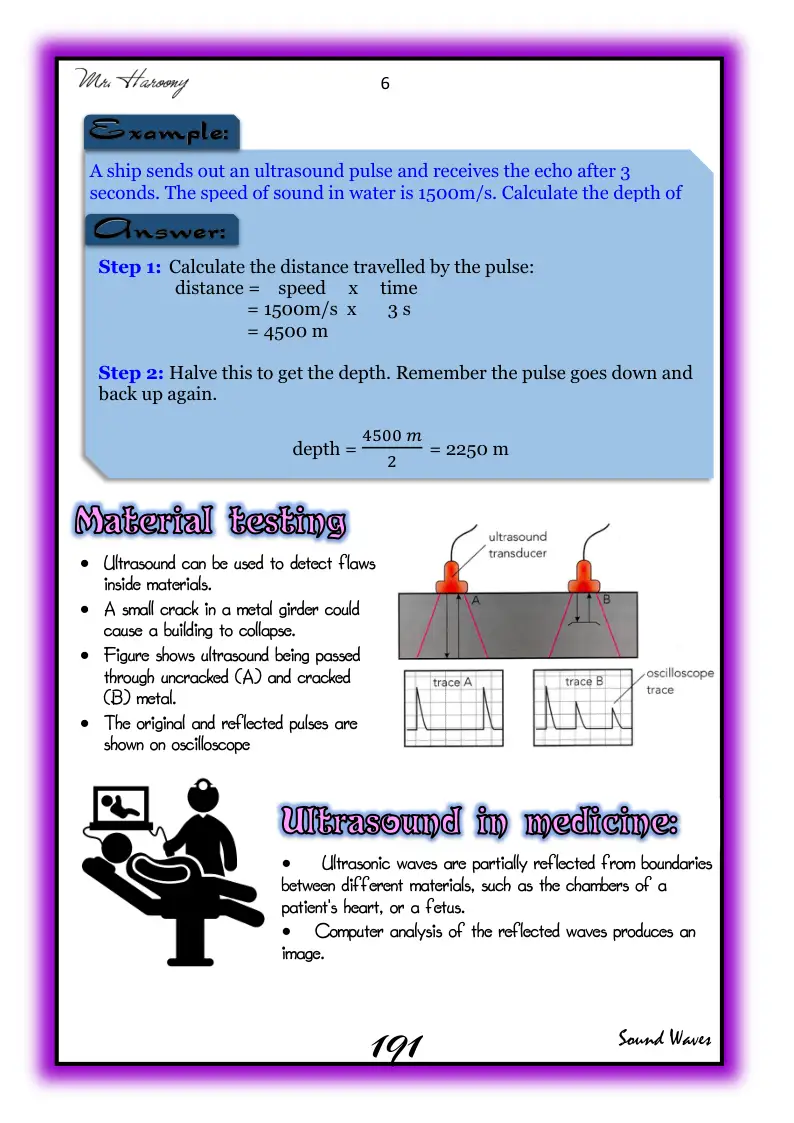 Mr. Haroony
6
Example:
A ship sends out an ultrasound pulse and receives the echo after 3
seconds. The speed of sound in water is 1500m/s. Calculate the depth of
Answer:
Step 1: Calculate the distance travelled by the pulse:
distance = speed x time
= 1500m/s x 3 s
= 4500 m
Step 2: Halve this to get the depth. Remember the pulse goes down and
back up again.
depth = 4500 m / 2 = 2250 m
Material testing
• Ultrasound can be used to detect flaws
inside materials.
• A small crack in a metal girder could
cause a building to collapse.
• Figure shows ultrasound being passed
through uncracked (A) and cracked
(B) metal.
• The original and reflected pulses are
shown on oscilloscope
ultrasound
transducer
A
B
trace A
trace B
oscilloscope
trace
Ultrasound in medicine:
• Ultrasonic waves are partially reflected from boundaries
between different materials, such as the chambers of a
patient's heart, or a fetus.
• Computer analysis of the reflected waves produces an
image.
191
Sound Waves